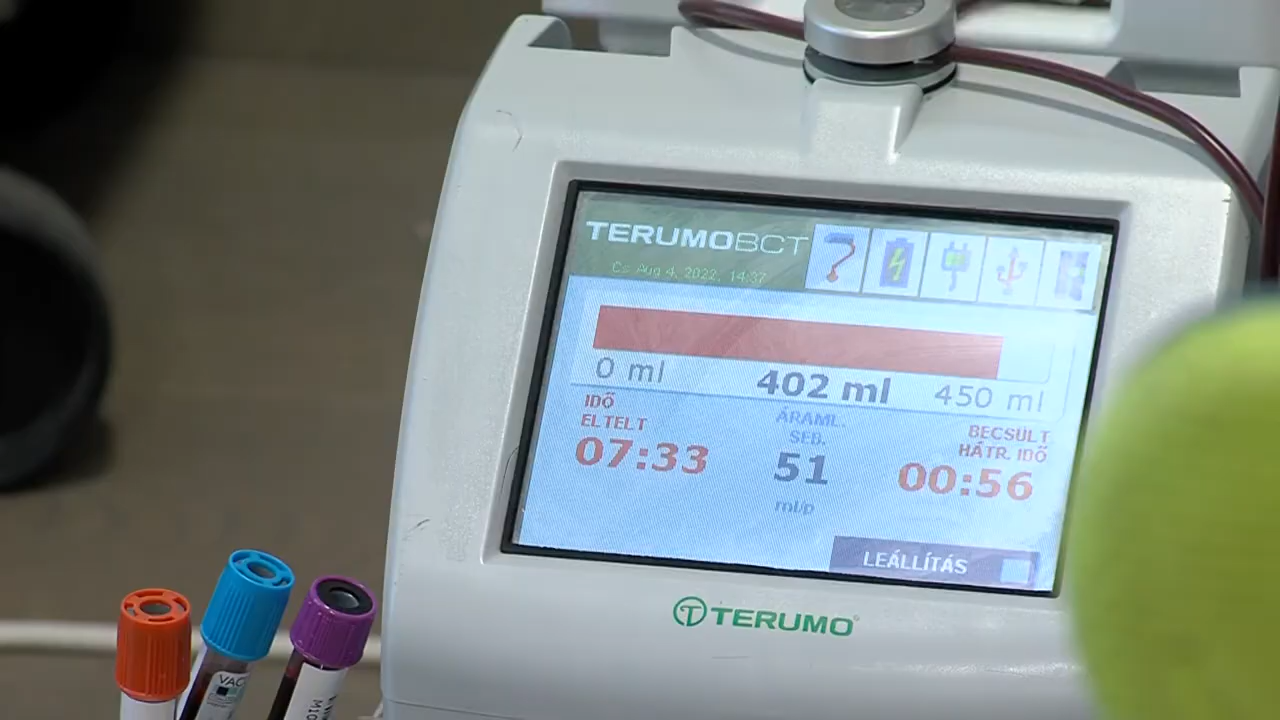 TERUMOBCT
Cs Aug 4, 2022, 14:37
0 ml
402 ml
450 ml
IDŐ
ELTELT
07:33
ÁRAML.
SEB.
51
ml/p
BECSÜLT
HÁTR. IDŐ
00:56
LEÁLLÍTÁS
TERUMO
VAC